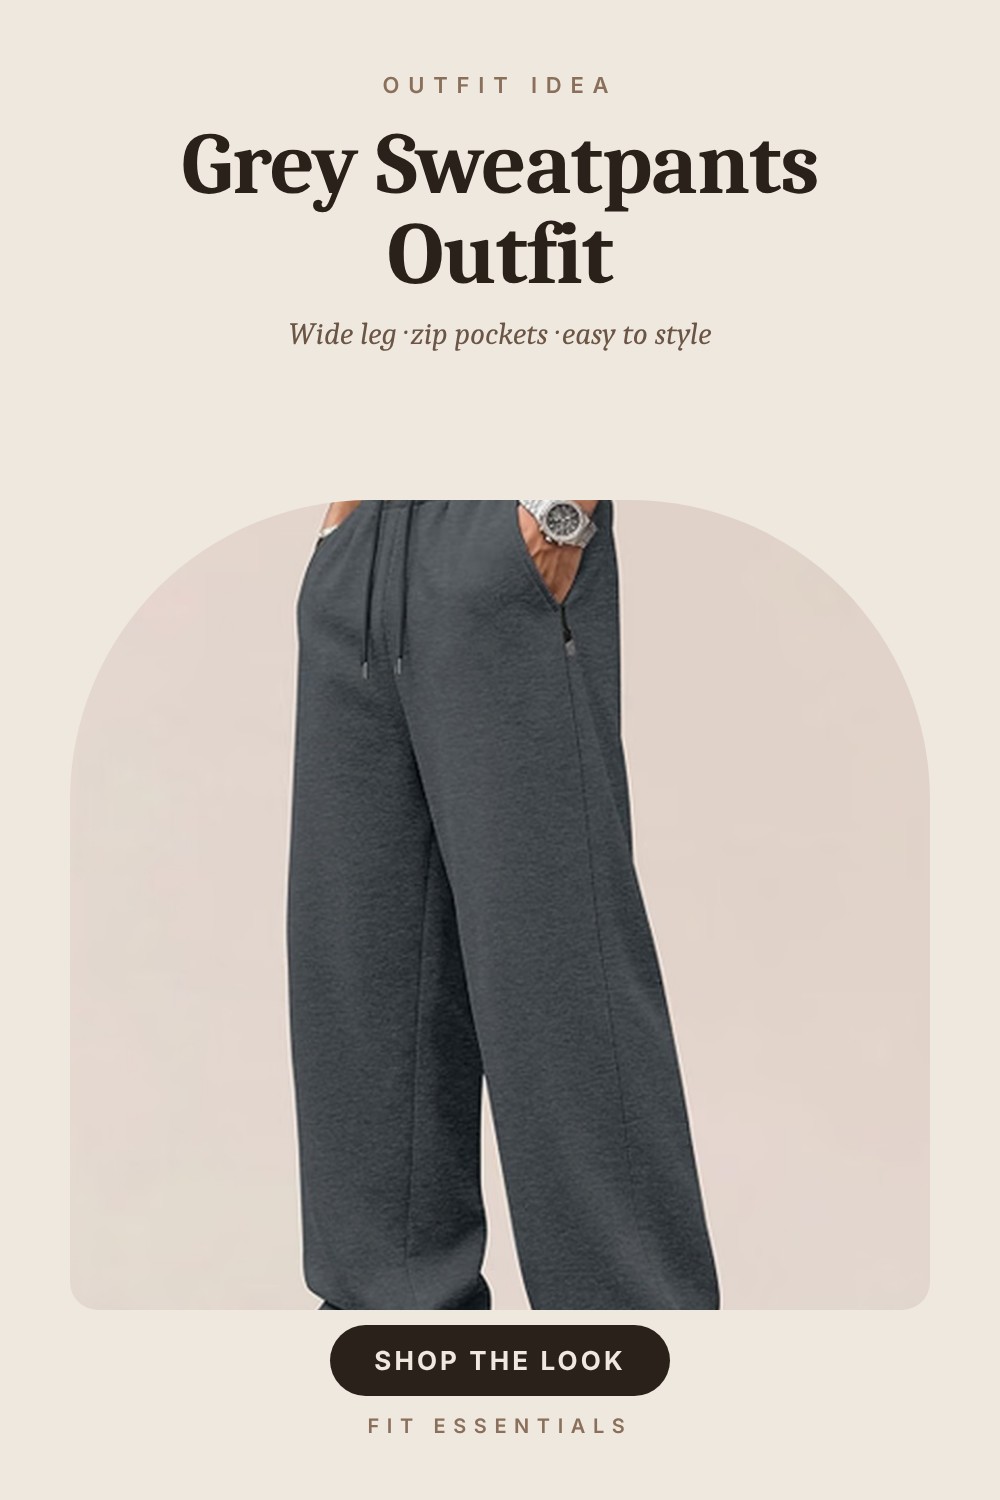 OUTFIT IDEA
Grey Sweatpants
Outfit
Wide leg · zip pockets · easy to style
SHOP THE LOOK
FIT ESSENTIALS